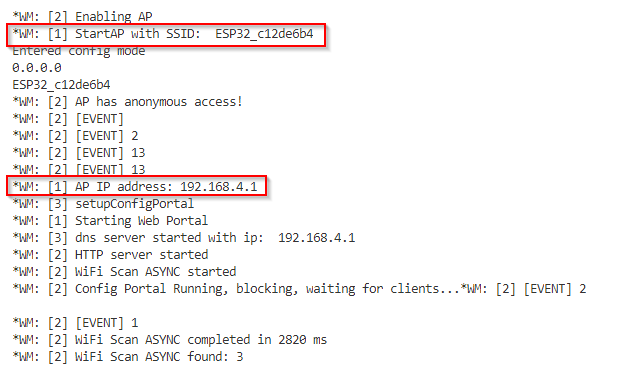 *WM: [2] Enabling AP
*WM: [1] StartAP with SSID:  ESP32_c12de6b4
Entered config mode
0.0.0.0
ESP32_c12de6b4
*WM: [2] AP has anonymous access!
*WM: [2] [EVENT]
*WM: [2] [EVENT] 2
*WM: [2] [EVENT] 13
*WM: [2] [EVENT] 13
*WM: [1] AP IP address: 192.168.4.1
*WM: [3] setupConfigPortal
*WM: [1] Starting Web Portal
*WM: [3] dns server started with ip:  192.168.4.1
*WM: [2] HTTP server started
*WM: [2] WiFi Scan ASYNC started
*WM: [2] Config Portal Running, blocking, waiting for clients...*WM: [2] [EVENT] 2
*WM: [2] [EVENT] 1
*WM: [2] WiFi Scan ASYNC completed in 2820 ms
*WM: [2] WiFi Scan ASYNC found: 3